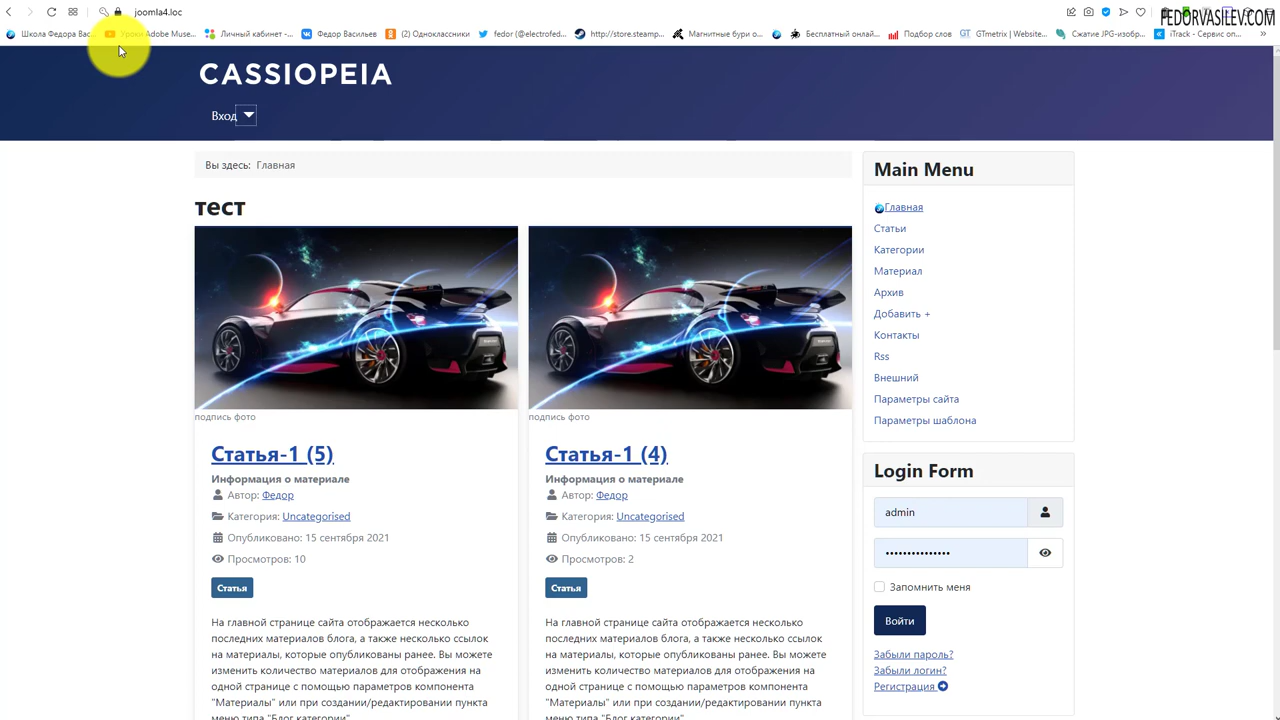 joomla4.loc
FEDORVASILEV.COM
Школа Федора Вас...
Уроки Adobe Muse...
Личный кабинет -...
Федор Васильев
(2) Одноклассники
fedor (@electrofed...
http://store.steamp...
Магнитные бури о...
Бесплатный онлай...
Подбор слов
GTmetrix | Website...
Сжатие JPG-изобр...
iTrack - Сервис оп...
CASSIOPEIA
Вход
Вы здесь: Главная
тест
подпись фото
Статья-1 (5)
Информация о материале
Автор: Федор
Категория: Uncategorised
Опубликовано: 15 сентября 2021
Просмотров: 10
Статья
На главной странице сайта отображается несколько
последних материалов блога, а также несколько ссылок
на материалы, которые опубликованы ранее. Вы можете
изменить количество материалов для отображения на
одной странице с помощью параметров компонента
"Материалы" или при создании/редактировании пункта
меню типа "Блог категории".
подпись фото
Статья-1 (4)
Информация о материале
Автор: Федор
Категория: Uncategorised
Опубликовано: 15 сентября 2021
Просмотров: 2
Статья
На главной странице сайта отображается несколько
последних материалов блога, а также несколько ссылок
на материалы, которые опубликованы ранее. Вы можете
изменить количество материалов для отображения на
одной странице с помощью параметров компонента
"Материалы" или при создании/редактировании пункта
меню типа "Блог категории".
Main Menu
Главная
Статьи
Категории
Материал
Архив
Добавить +
Контакты
Rss
Внешний
Параметры сайта
Параметры шаблона
Login Form
admin
•••••••••••••••
Запомнить меня
Войти
Забыли пароль?
Забыли логин?
Регистрация